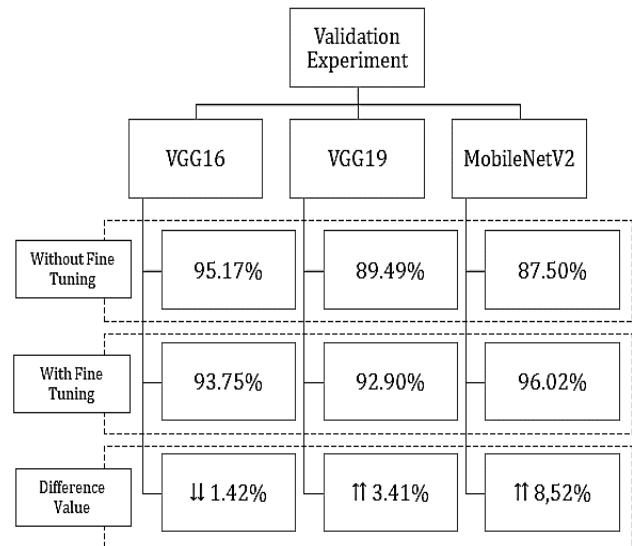 Validation
Experiment
VGG16
VGG19
MobileNetV2
Without Fine
Tuning
95.17%
89.49%
87.50%
With Fine
Tuning
93.75%
92.90%
96.02%
Difference
Value
⇊ 1.42%
⇈ 3.41%
⇈ 8,52%